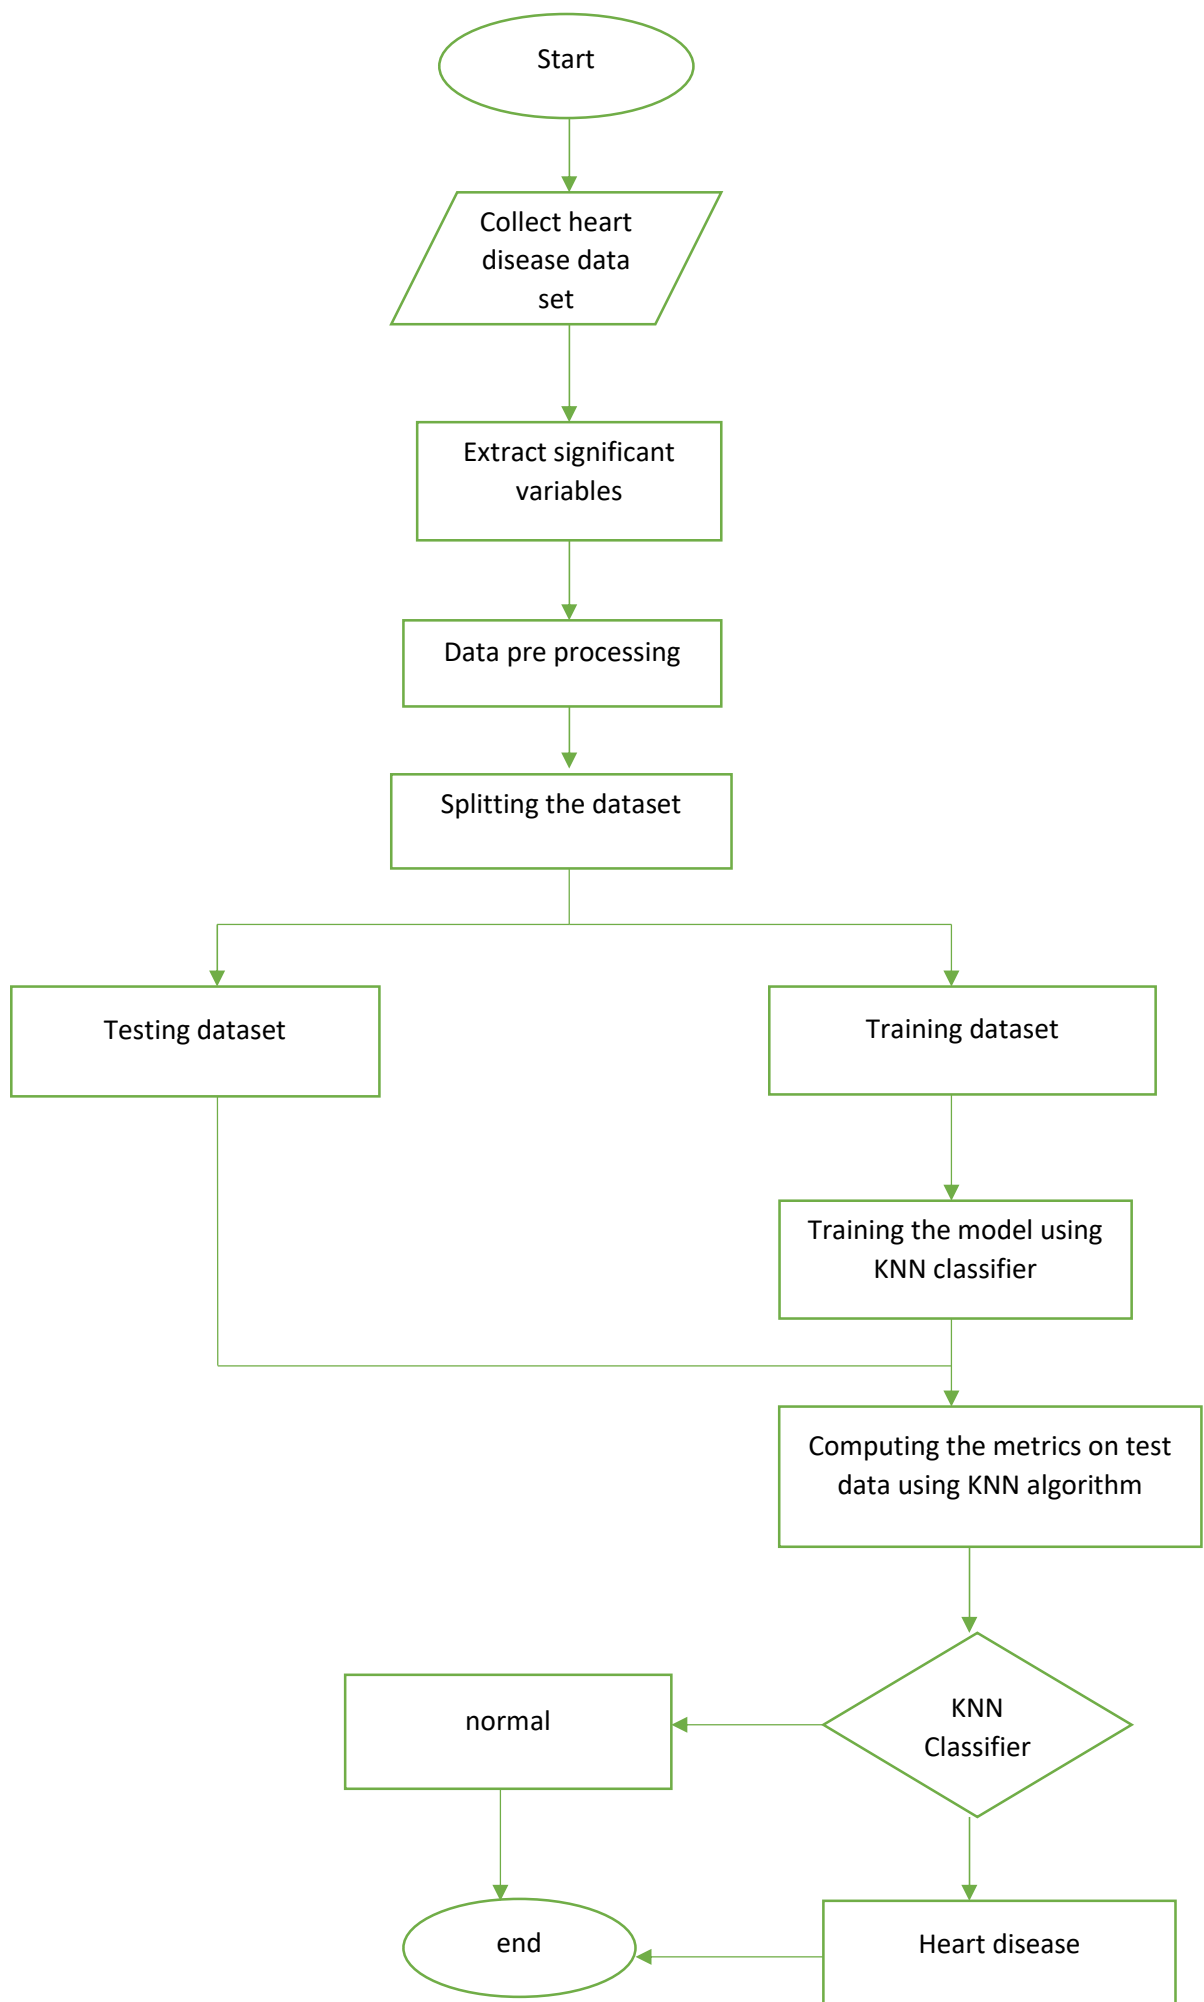 Start
Collect heart
disease data
set
Extract significant
variables
Data pre processing
Splitting the dataset
Testing dataset
Training dataset
Training the model using
KNN classifier
Computing the metrics on test
data using KNN algorithm
KNN
Classifier
normal
Heart disease
end